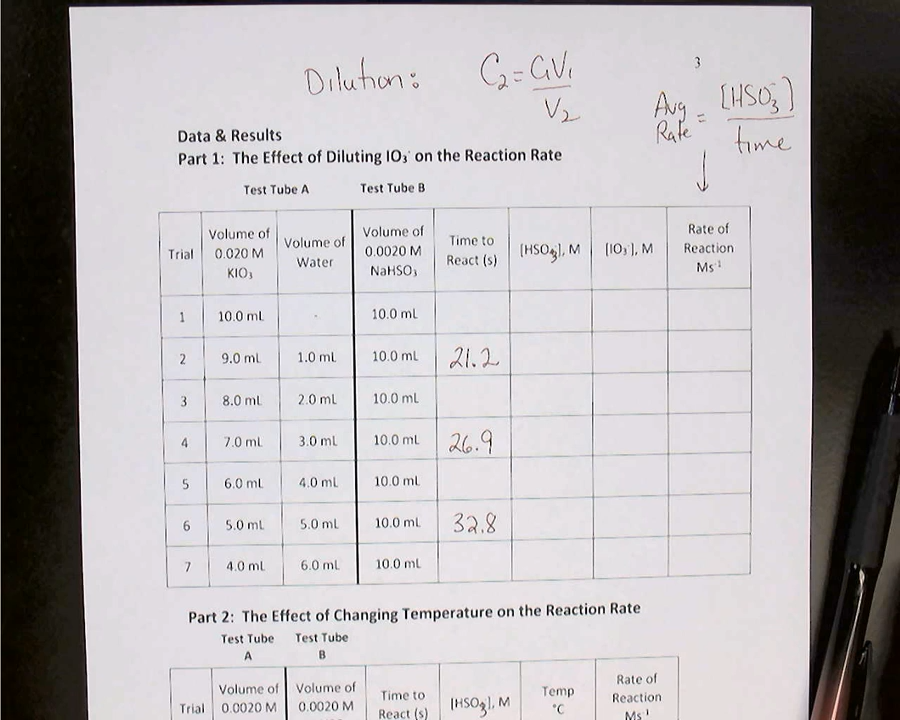 Dilution: C₂ = C₁V₁
V₂
3
Avg Rate = [HSO₃⁻]
time
Data & Results
Part 1: The Effect of Diluting IO₃⁻ on the Reaction Rate
Test Tube A Test Tube B
Trial Volume of 0.020 M KIO₃ Volume of Water Volume of 0.0020 M NaHSO₃ Time to React (s) [HSO₃], M [IO₃⁻], M Rate of Reaction Ms⁻¹
1 10.0 mL - 10.0 mL
2 9.0 mL 1.0 mL 10.0 mL 21.2
3 8.0 mL 2.0 mL 10.0 mL
4 7.0 mL 3.0 mL 10.0 mL 26.9
5 6.0 mL 4.0 mL 10.0 mL
6 5.0 mL 5.0 mL 10.0 mL 32.8
7 4.0 mL 6.0 mL 10.0 mL
Part 2: The Effect of Changing Temperature on the Reaction Rate
Test Tube A Test Tube B
Trial Volume of 0.0020 M Volume of 0.0020 M Time to React (s) [HSO₃], M Temp °C Rate of Reaction Ms⁻¹